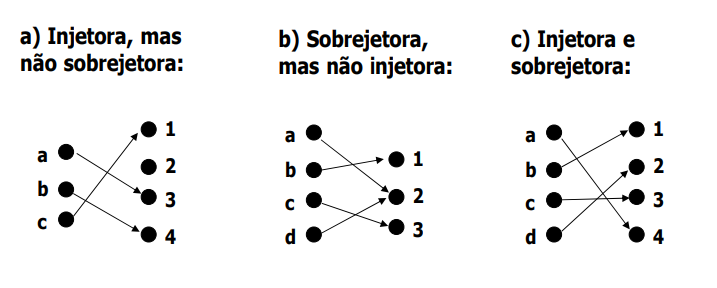 a) Injetora, mas
não sobrejetora:
b) Sobrejetora,
mas não injetora:
c) Injetora e
sobrejetora:
a
b
c
1
2
3
4
a
b
c
d
1
2
3
a
b
c
d
1
2
3
4